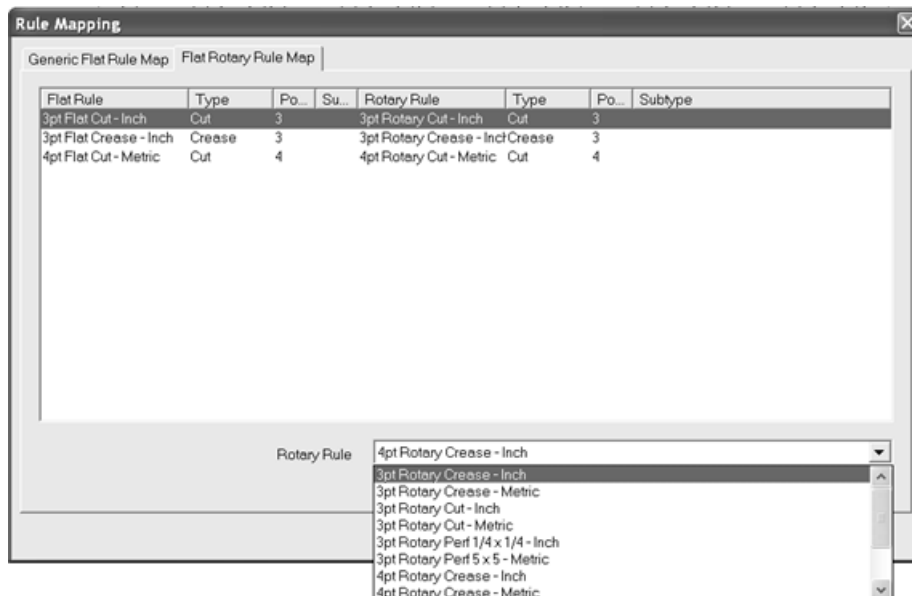 Rule Mapping
Generic Flat Rule Map Flat Rotary Rule Map
Flat Rule Type Po... Su... Rotary Rule Type Po... Subtype
3pt Flat Cut - Inch Cut 3 3pt Rotary Cut - Inch Cut 3
3pt Flat Crease - Inch Crease 3 3pt Rotary Crease - Inch Crease 3
4pt Flat Cut - Metric Cut 4 4pt Rotary Cut - Metric Cut 4
Rotary Rule 4pt Rotary Crease - Inch
3pt Rotary Crease - Inch
3pt Rotary Crease - Metric
3pt Rotary Cut - Inch
3pt Rotary Cut - Metric
3pt Rotary Perf 1/4 x 1/4 - Inch
3pt Rotary Perf 5 x 5 - Metric
4pt Rotary Crease - Inch
4pt Rotary Crease - Metric